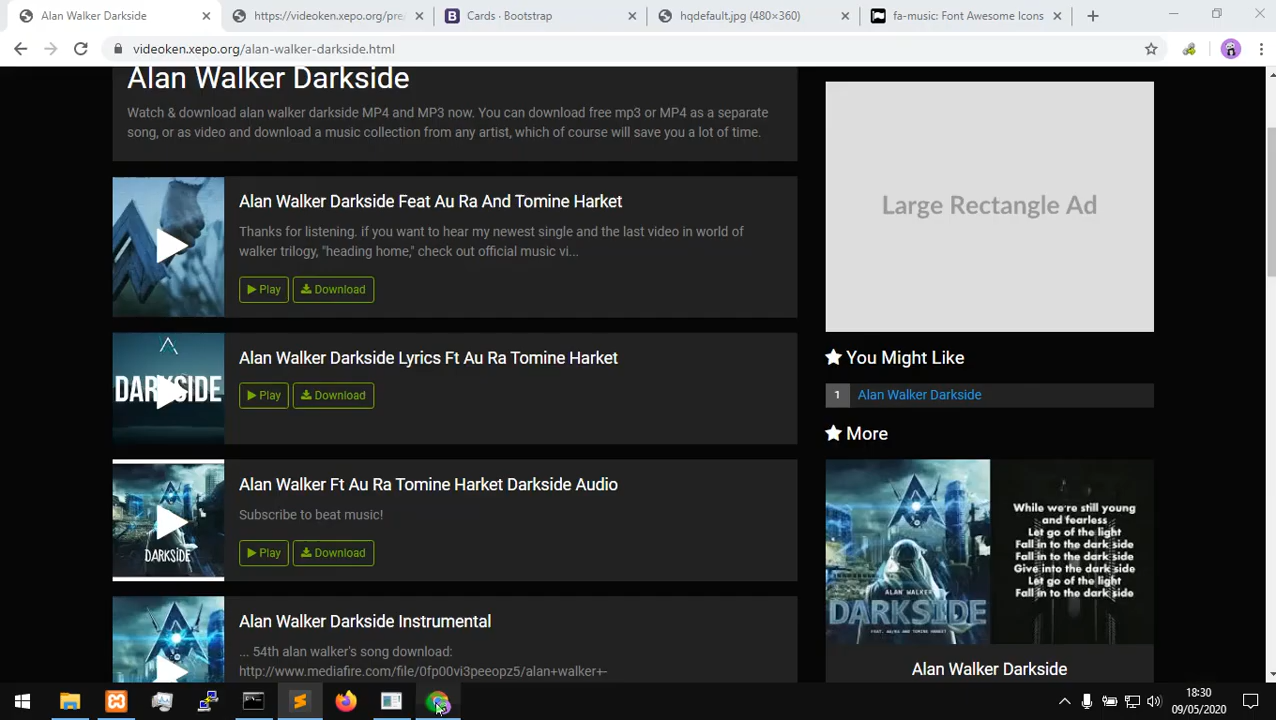 Alan Walker Darkside
https://videoken.xepo.org/pre
Cards · Bootstrap
hqdefault.jpg (480×360)
fa-music: Font Awesome Icons
videoken.xepo.org/alan-walker-darkside.html
Alan Walker Darkside
Watch & download alan walker darkside MP4 and MP3 now. You can download free mp3 or MP4 as a separate
song, or as video and download a music collection from any artist, which of course will save you a lot of time.
Alan Walker Darkside Feat Au Ra And Tomine Harket
Thanks for listening. if you want to hear my newest single and the last video in world of
walker trilogy, "heading home," check out official music vi...
Play
Download
DARKSIDE
Alan Walker Darkside Lyrics Ft Au Ra Tomine Harket
Play
Download
DARKSIDE
Alan Walker Ft Au Ra Tomine Harket Darkside Audio
Subscribe to beat music!
Play
Download
Alan Walker Darkside Instrumental
... 54th alan walker's song download:
http://www.mediafire.com/file/0fp00vi3peeopz5/alan+walker+-
Large Rectangle Ad
You Might Like
1
Alan Walker Darkside
More
ALAN WALKER
DARKSIDE
FEAT. AU/RA AND TOMINE HARKET
While we're still young
and fearless
Let go of the light
Fall in to the dark side
Fall in to the dark side
Give into the dark side
Let go of the light
Fall in to the dark side
Alan Walker Darkside
18:30
09/05/2020